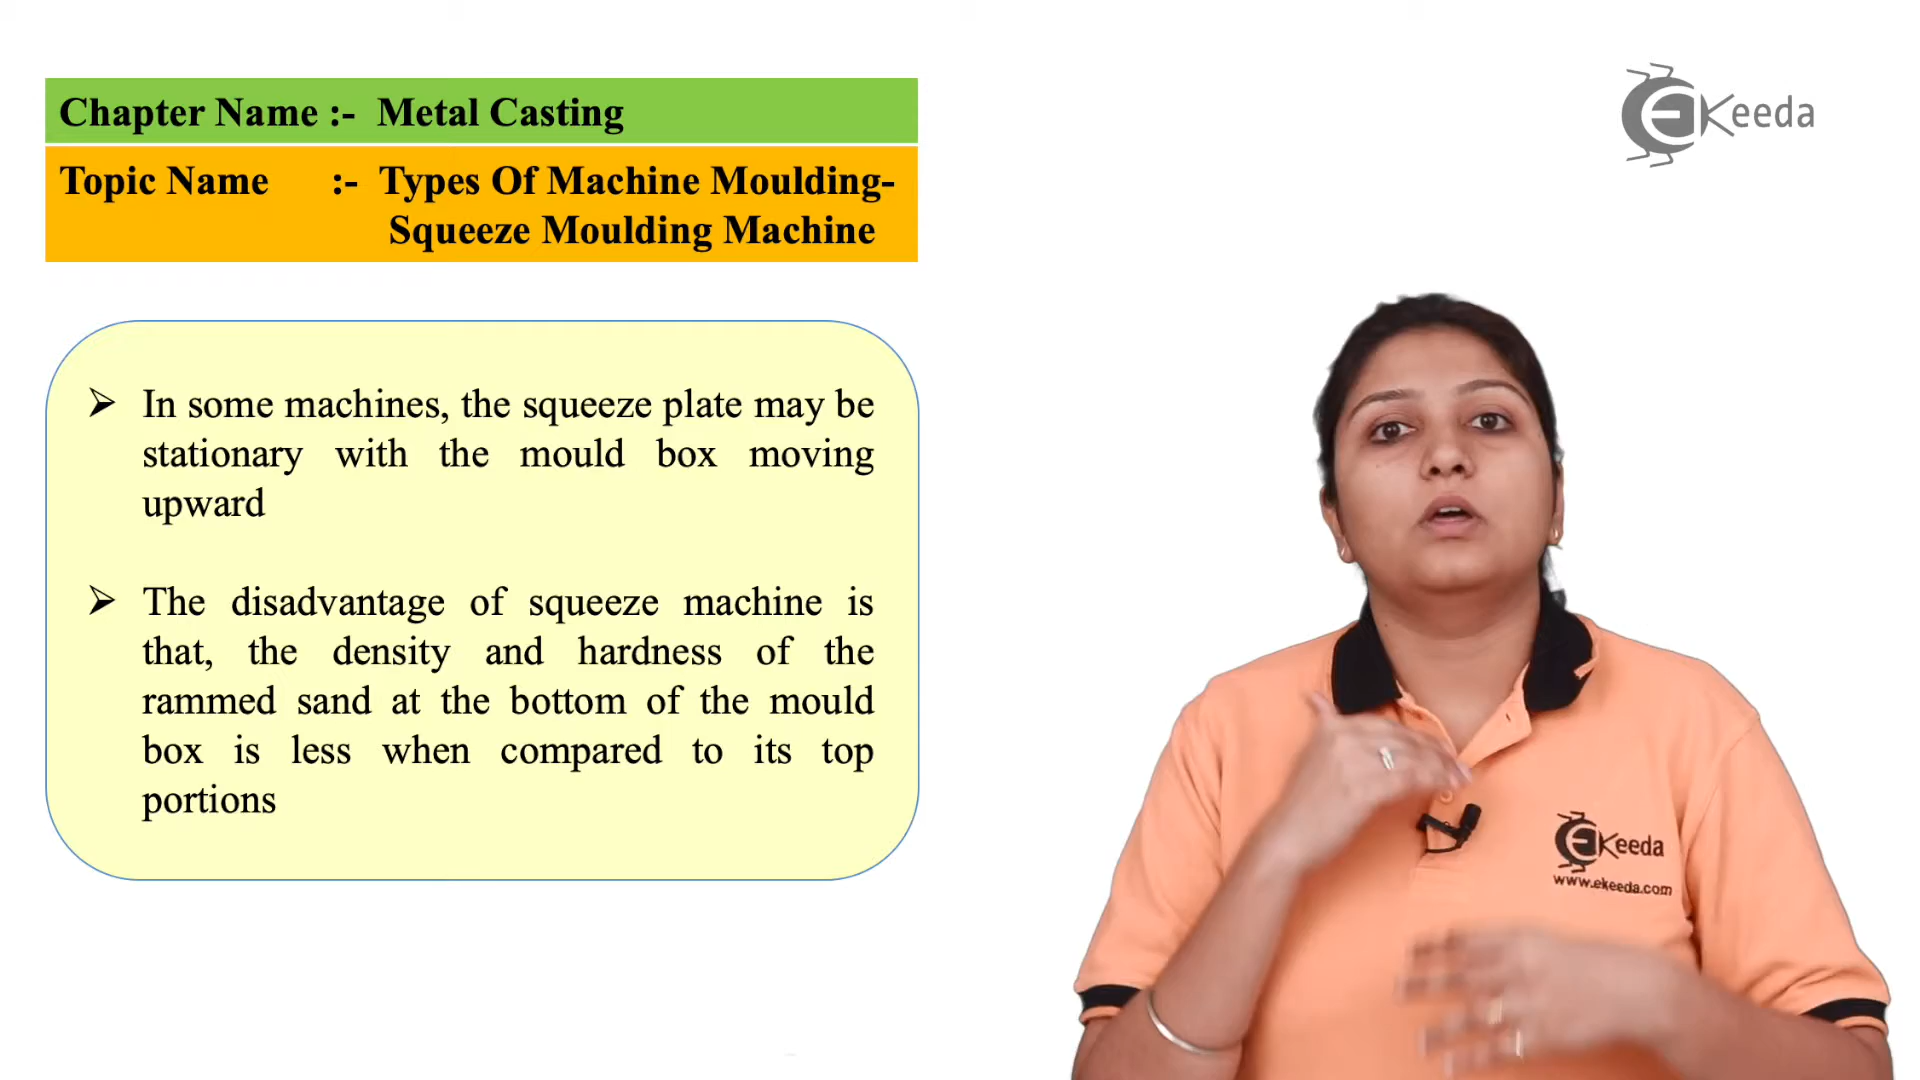 Chapter Name :- Metal Casting
Topic Name :- Types Of Machine Moulding-
Squeeze Moulding Machine
Keeda
➢ In some machines, the squeeze plate may be
stationary with the mould box moving
upward
➢ The disadvantage of squeeze machine is
that, the density and hardness of the
rammed sand at the bottom of the mould
box is less when compared to its top
portions
Keeda
www.ekeeda.com